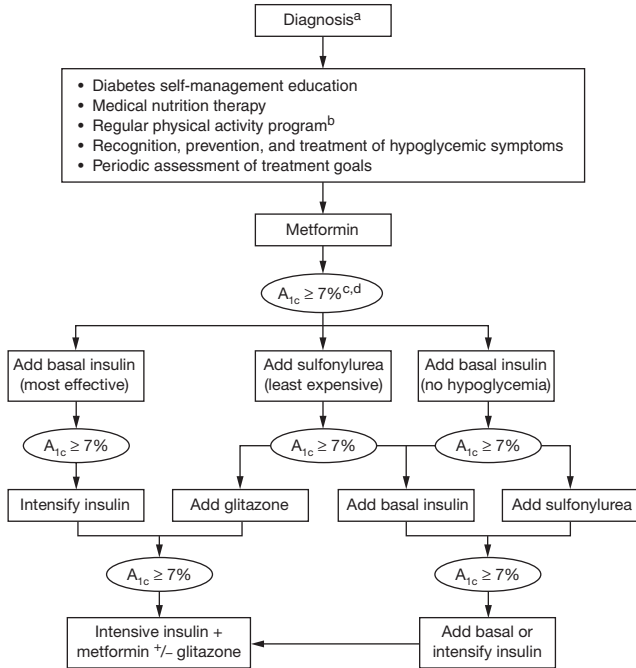 Diagnosisᵃ
• Diabetes self-management education
• Medical nutrition therapy
• Regular physical activity programᵇ
• Recognition, prevention, and treatment of hypoglycemic symptoms
• Periodic assessment of treatment goals
Metformin
A1c ≥ 7%ᶜ,ᵈ
Add basal insulin
(most effective)
Add sulfonylurea
(least expensive)
Add basal insulin
(no hypoglycemia)
A1c ≥ 7%
A1c ≥ 7%
A1c ≥ 7%
Intensify insulin
Add glitazone
Add basal insulin
Add sulfonylurea
A1c ≥ 7%
A1c ≥ 7%
Intensive insulin +
metformin +/– glitazone
Add basal or
intensify insulin